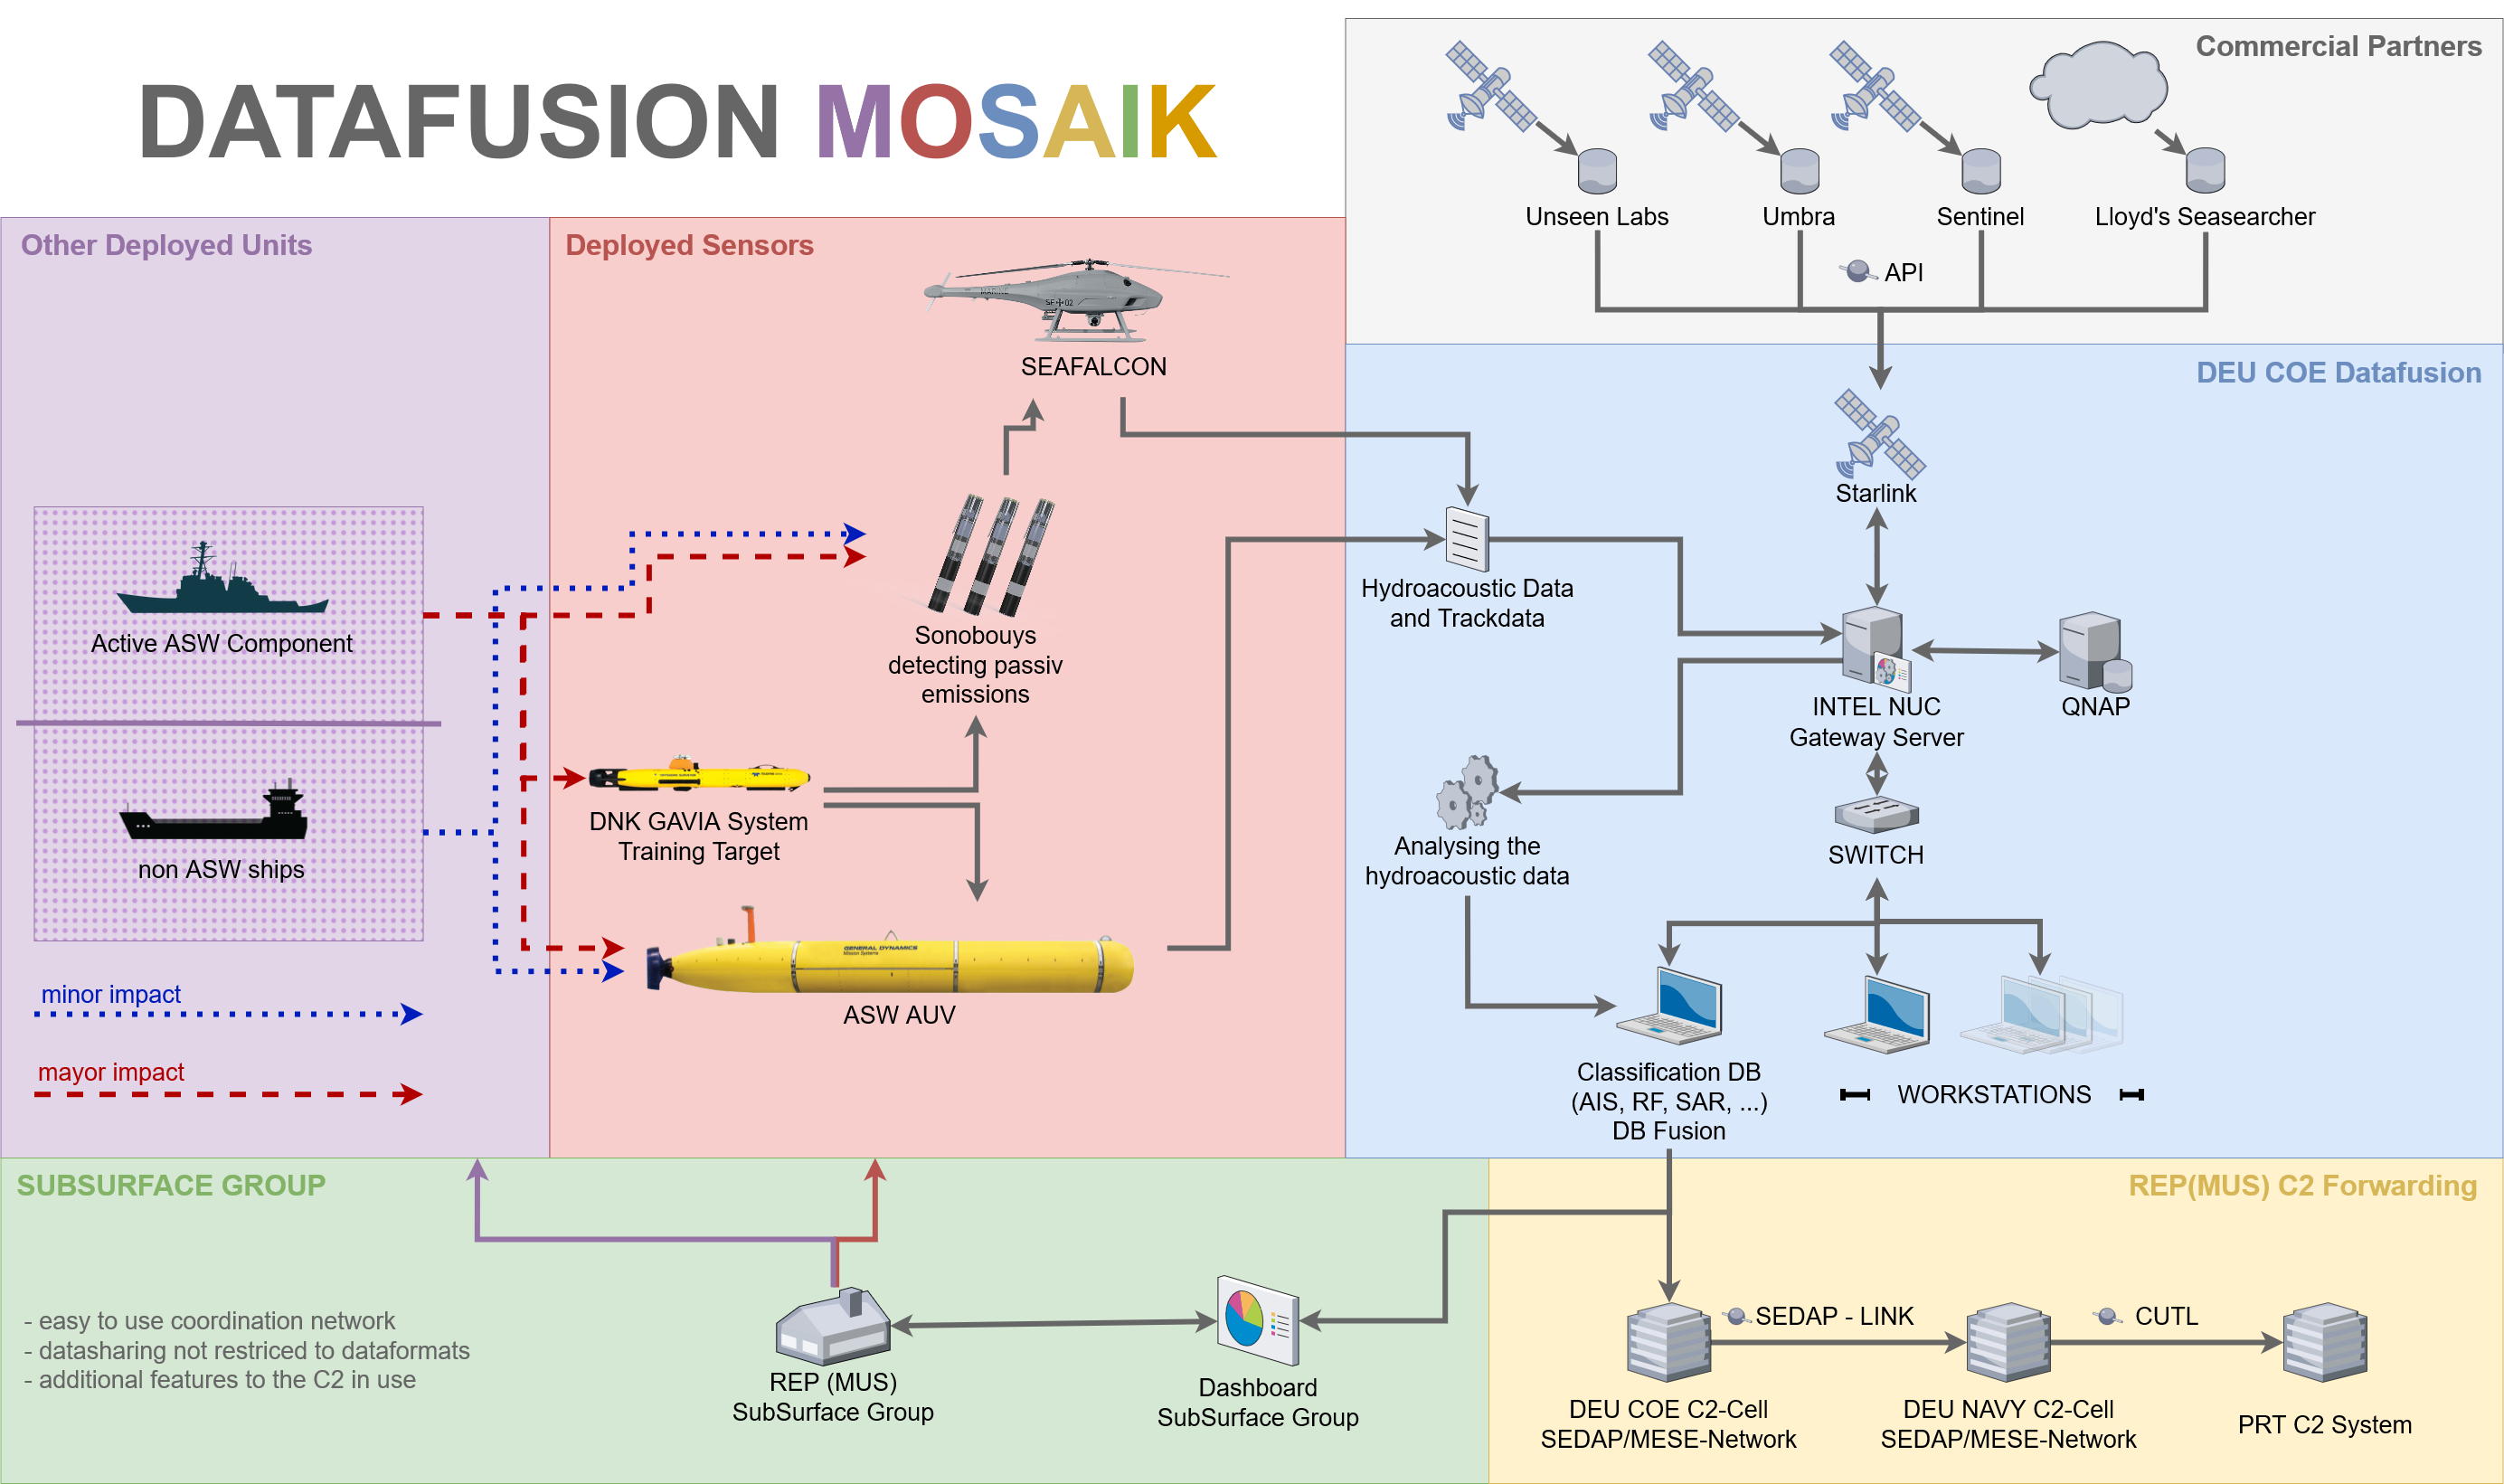 DATAFUSION MOSAIK
Commercial Partners
Unseen Labs
Umbra
Sentinel
Lloyd's Seasearcher
API
Other Deployed Units
Active ASW Component
non ASW ships
minor impact
mayor impact
Deployed Sensors
SEAFALCON
Sonobouys
detecting passiv
emissions
DNK GAVIA System
Training Target
GENERAL DYNAMICS
Mission Systems
ASW AUV
DEU COE Datafusion
Starlink
Hydroacoustic Data
and Trackdata
INTEL NUC
Gateway Server
QNAP
SWITCH
Analysing the
hydroacoustic data
Classification DB
(AIS, RF, SAR, ...)
DB Fusion
WORKSTATIONS
SUBSURFACE GROUP
- easy to use coordination network
- datasharing not restriced to dataformats
- additional features to the C2 in use
REP (MUS)
SubSurface Group
Dashboard
SubSurface Group
REP(MUS) C2 Forwarding
SEDAP - LINK
CUTL
DEU COE C2-Cell
SEDAP/MESE-Network
DEU NAVY C2-Cell
SEDAP/MESE-Network
PRT C2 System